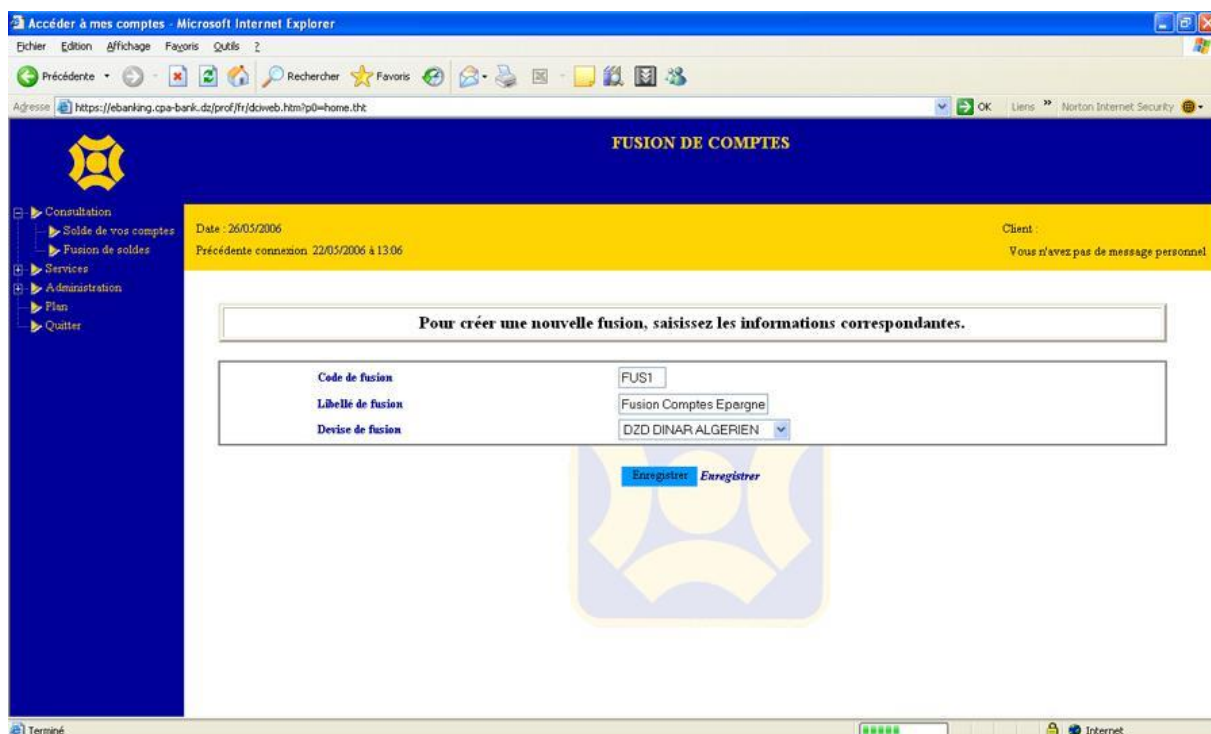 Accéder à mes comptes - Microsoft Internet Explorer
Fichier Edition Affichage Favoris Outils ?
Précédente Rechercher Favoris
Adresse https://ebanking.cpa-bank.dz/prof/fr/dciweb.htm?p0=home.tht OK Liens » Norton Internet Security
FUSION DE COMPTES
Consultation
Solde de vos comptes
Fusion de soldes
Services
Administration
Plan
Quitter
Date : 26/05/2006 Client :
Précédente connexion 22/05/2006 à 13:06 Vous n'avez pas de message personnel
Pour créer une nouvelle fusion, saisissez les informations correspondantes.
Code de fusion FUS1
Libellé de fusion Fusion Comptes Epargne
Devise de fusion DZD DINAR ALGERIEN
Enregistrer Enregistrer
Terminé Internet